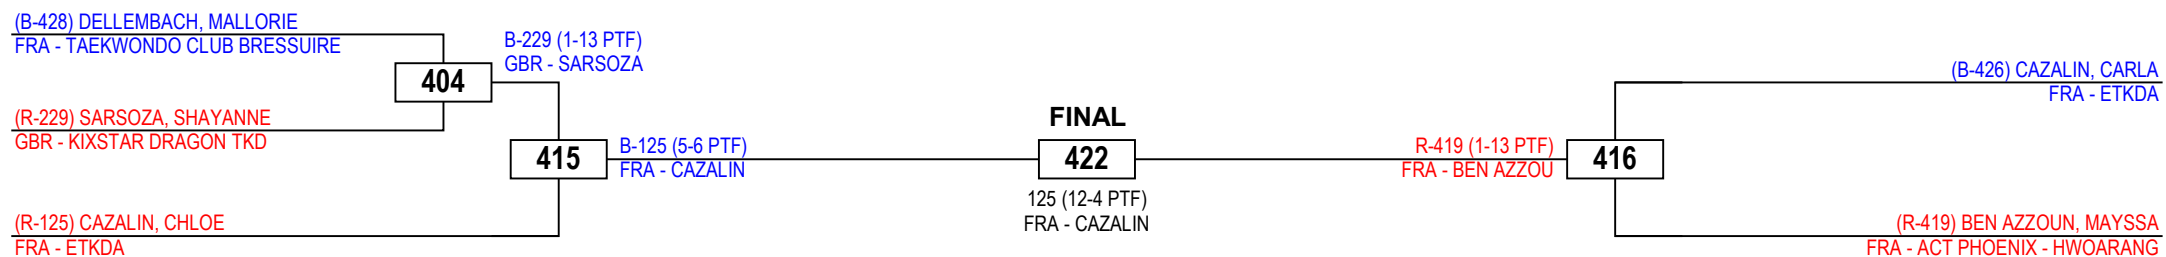 (B-428) DELLEMBACH, MALLORIE
FRA - TAEKWONDO CLUB BRESSUIRE
B-229 (1-13 PTF)
GBR - SARSOZA
404
(R-229) SARSOZA, SHAYANNE
GBR - KIXSTAR DRAGON TKD
415
B-125 (5-6 PTF)
FRA - CAZALIN
(R-125) CAZALIN, CHLOE
FRA - ETKDA
FINAL
422
125 (12-4 PTF)
FRA - CAZALIN
R-419 (1-13 PTF)
FRA - BEN AZZOU
416
(B-426) CAZALIN, CARLA
FRA - ETKDA
(R-419) BEN AZZOUN, MAYSSA
FRA - ACT PHOENIX - HWOARANG